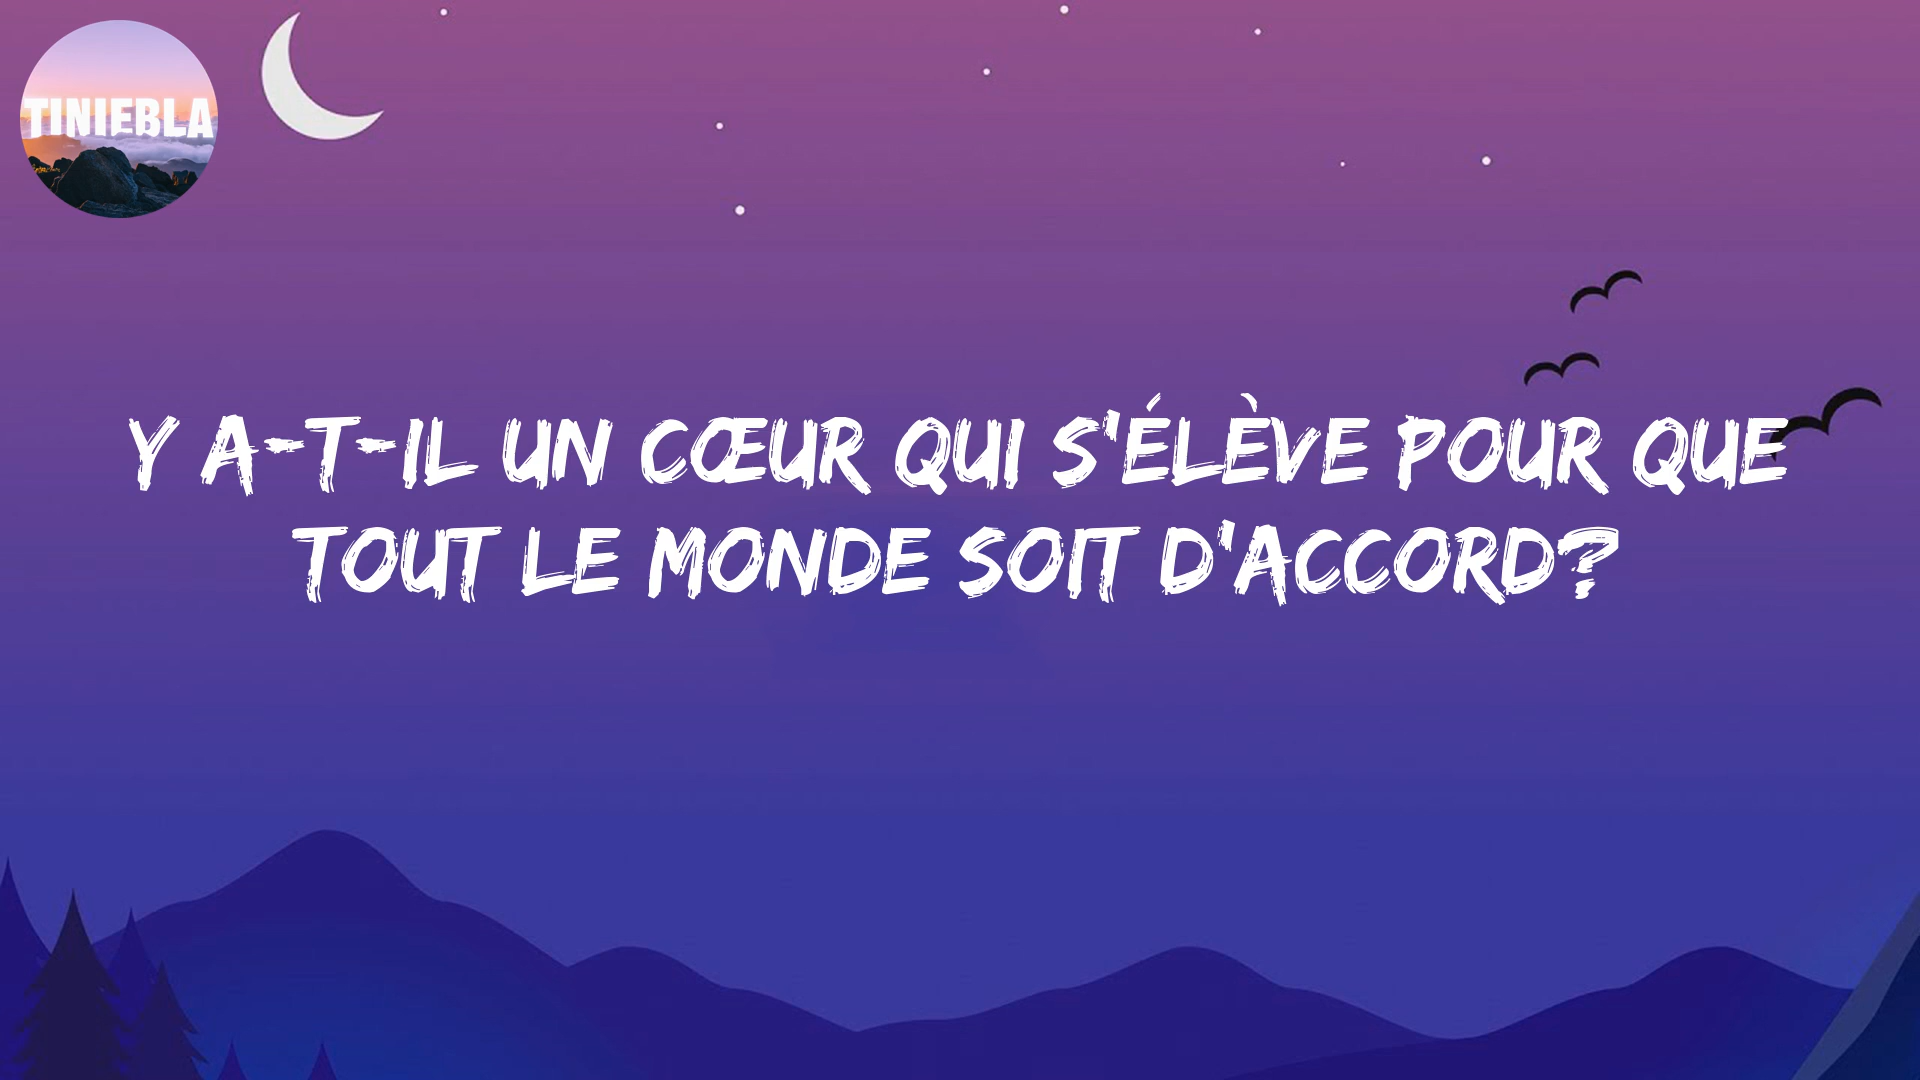 TINIEBLA
Y A-T-IL UN CŒUR QUI S'ÉLÈVE POUR QUE
TOUT LE MONDE SOIT D'ACCORD?